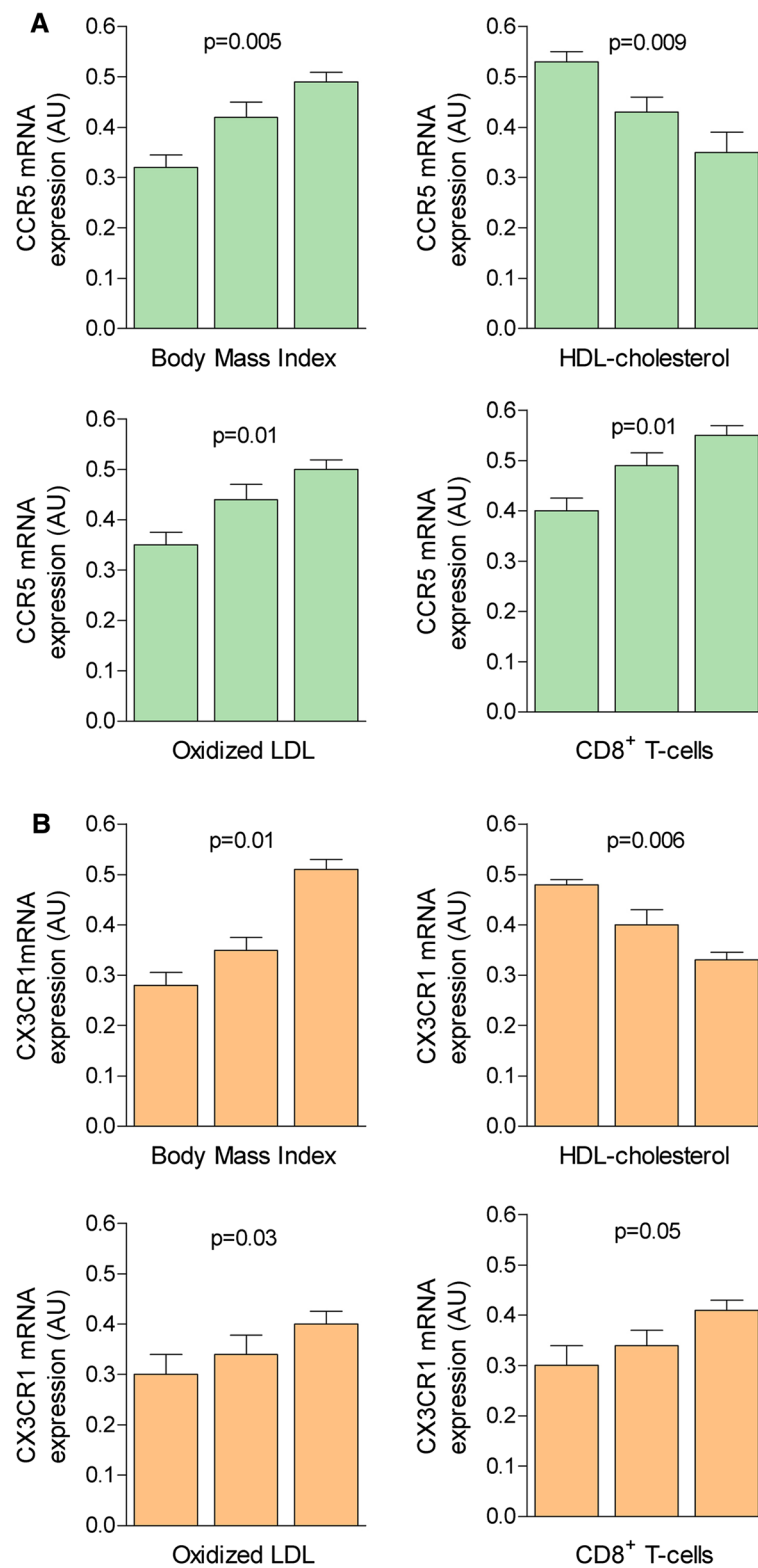 A
p=0.005
CCR5 mRNA
expression (AU)
0.6
0.5
0.4
0.3
0.2
0.1
0.0
Body Mass Index
p=0.009
CCR5 mRNA
expression (AU)
0.6
0.5
0.4
0.3
0.2
0.1
0.0
HDL-cholesterol
p=0.01
CCR5 mRNA
expression (AU)
0.6
0.5
0.4
0.3
0.2
0.1
0.0
Oxidized LDL
p=0.01
CCR5 mRNA
expression (AU)
0.6
0.5
0.4
0.3
0.2
0.1
0.0
CD8⁺ T-cells
B
p=0.01
CX3CR1mRNA
expression (AU)
0.6
0.5
0.4
0.3
0.2
0.1
0.0
Body Mass Index
p=0.006
CX3CR1 mRNA
expression (AU)
0.6
0.5
0.4
0.3
0.2
0.1
0.0
HDL-cholesterol
p=0.03
CX3CR1 mRNA
expression (AU)
0.6
0.5
0.4
0.3
0.2
0.1
0.0
Oxidized LDL
p=0.05
CX3CR1 mRNA
expression (AU)
0.6
0.5
0.4
0.3
0.2
0.1
0.0
CD8⁺ T-cells